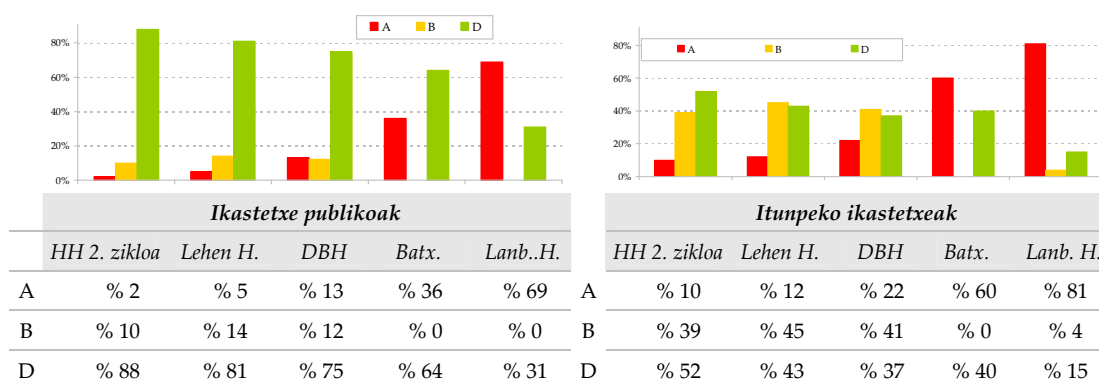 A B D
80%
60%
40%
20%
0%
A B D
80%
60%
40%
20%
0%
Ikastetxe publikoak
HH 2. zikloa Lehen H. DBH Batx. Lanb..H.
A % 2 % 5 % 13 % 36 % 69
B % 10 % 14 % 12 % 0 % 0
D % 88 % 81 % 75 % 64 % 31
Itunpeko ikastetxeak
HH 2. zikloa Lehen H. DBH Batx. Lanb. H.
A % 10 % 12 % 22 % 60 % 81
B % 39 % 45 % 41 % 0 % 4
D % 52 % 43 % 37 % 40 % 15